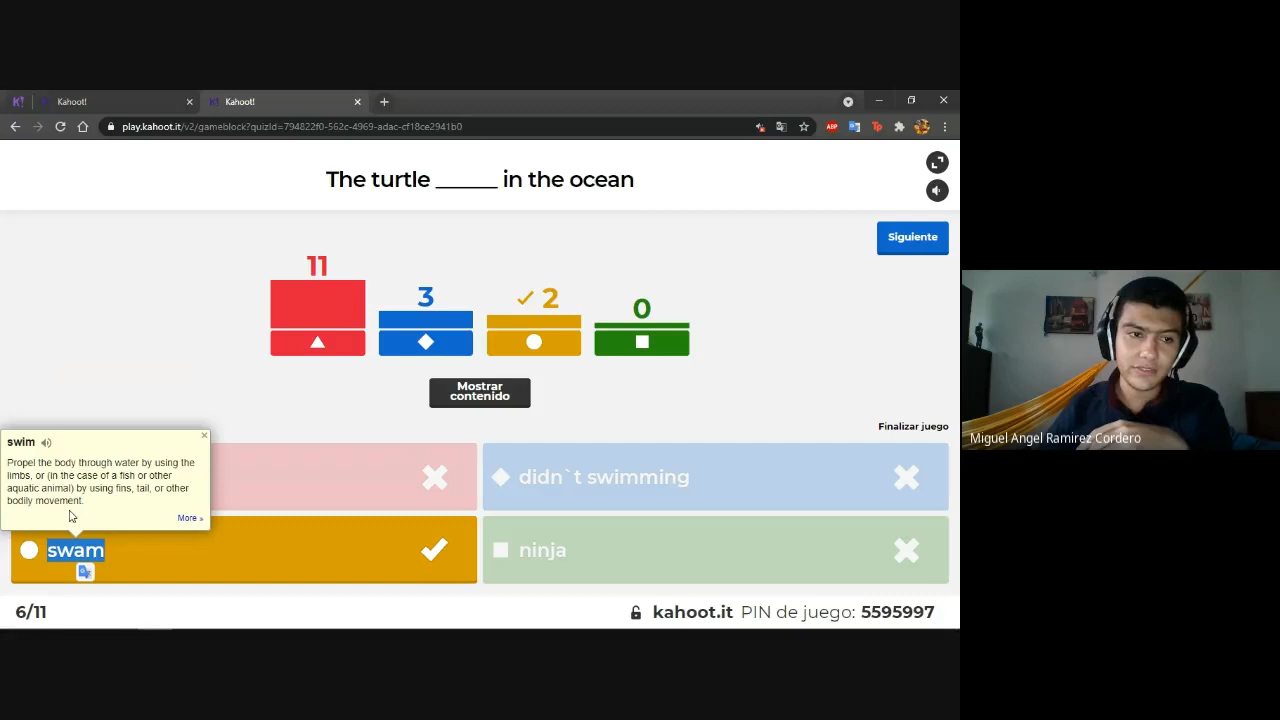 Kahoot!
Kahoot!
play.kahoot.it/v2/gameblock?quizId=794822f0-562c-4969-adac-cf18ce2941b0
ABP
Tp
The turtle _____ in the ocean
Siguiente
11
3
2
0
Mostrar
contenido
Finalizar juego
swim
Propel the body through water by using the
limbs, or (in the case of a fish or other
aquatic animal) by using fins, tail, or other
bodily movement.
More »
didn`t swimming
swam
ninja
6/11
kahoot.it PIN de juego: 5595997
Miguel Angel Ramirez Cordero